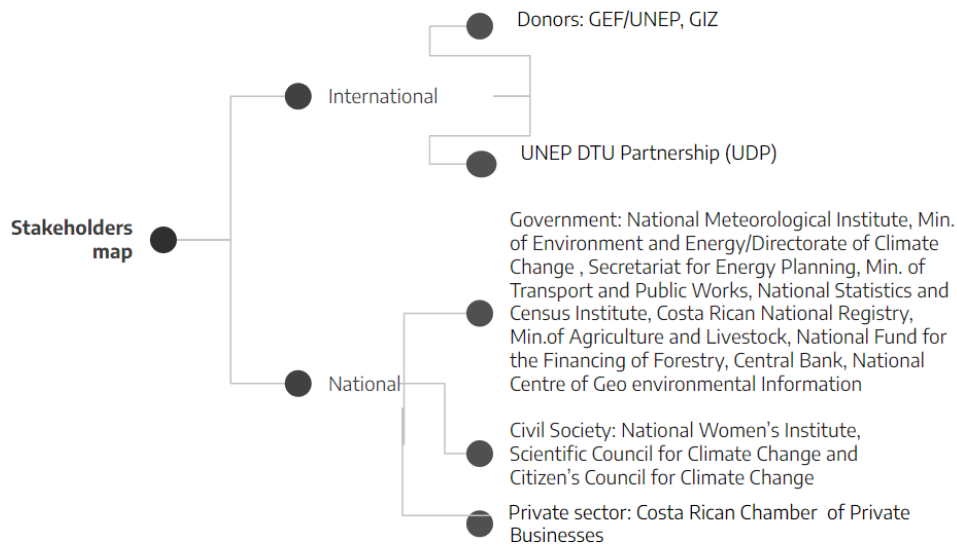 Stakeholders
map
International
Donors: GEF/UNEP, GIZ
UNEP DTU Partnership (UDP)
National
Government: National Meteorological Institute, Min.
of Environment and Energy/Directorate of Climate
Change , Secretariat for Energy Planning, Min. of
Transport and Public Works, National Statistics and
Census Institute, Costa Rican National Registry,
Min.of Agriculture and Livestock, National Fund for
the Financing of Forestry, Central Bank, National
Centre of Geo environmental Information
Civil Society: National Women’s Institute,
Scientific Council for Climate Change and
Citizen’s Council for Climate Change
Private sector: Costa Rican Chamber of Private
Businesses